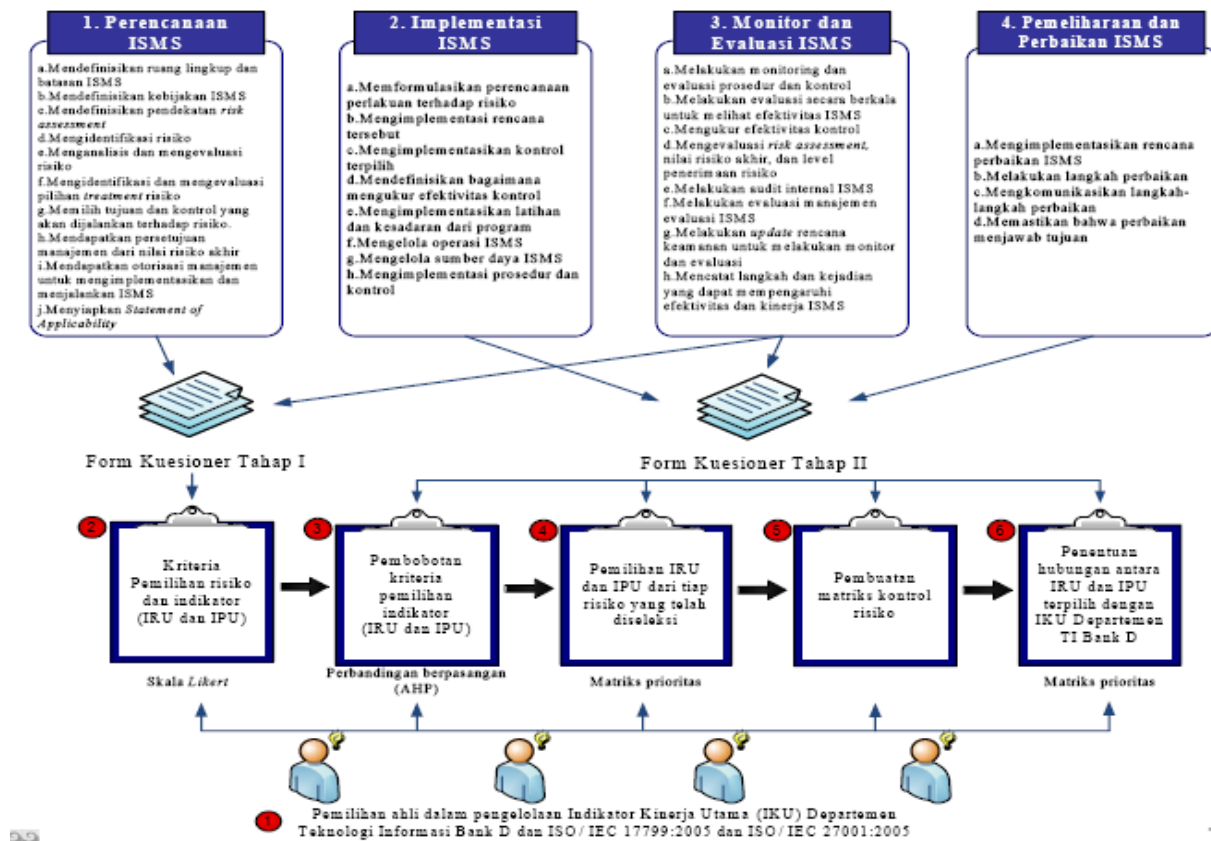 1. Perencanaan
ISMS
a.Mendefinisikan ruang lingkup dan
batasan ISMS
b.Mendefinisikan kebijakan ISMS
c.Mendefinisikan pendekatan risk
assessment
d.Mengidentifikasi risiko
e.Menganalisis dan mengevaluasi
risiko
f.Mengidentifikasi dan mengevaluasi
pilihan treatment risiko
g.Memilih tujuan dan kontrol yang
akan dijalankan terhadap risiko.
h.Mendapatkan persetujuan
manajemen dari nilai risiko akhir
i.Mendapatkan otorisasi manajemen
untuk mengimplementasikan dan
menjalankan ISMS
j.Menyiapkan Statement of
Applicability
2. Implementasi
ISMS
a.Memformulasikan perencanaan
perlakuan terhadap risiko
b.Mengimplementasi rencana
tersebut
c.Mengimplementasikan kontrol
terpilih
d.Mendefinisikan bagaimana
mengukur efektivitas kontrol
e.Mengimplementasikan latihan
dan kesadaran dari program
f.Mengelola operasi ISMS
g.Mengelola sumber daya ISMS
h.Mengimplementasi prosedur dan
kontrol
3. Monitor dan
Evaluasi ISMS
a.Melakukan monitoring dan
evaluasi prosedur dan kontrol
b.Melakukan evaluasi secara berkala
untuk melihat efektivitas ISMS
c.Mengukur efektivitas kontrol
d.Mengevaluasi risk assessment,
nilai risiko akhir, dan level
penerimaan risiko
e.Melakukan audit internal ISMS
f.Melakukan evaluasi manajemen
evaluasi ISMS
g.Melakukan update rencana
keamanan untuk melakukan monitor
dan evaluasi
h.Mencatat langkah dan kejadian
yang dapat mempengaruhi
efektivitas dan kinerja ISMS
4. Pemeliharaan dan
Perbaikan ISMS
a.Mengimplementasikan rencana
perbaikan ISMS
b.Melakukan langkah perbaikan
c.Mengkomunikasikan langkah-
langkah perbaikan
d.Memastikan bahwa perbaikan
menjawab tujuan
Form Kuesioner Tahap I
Form Kuesioner Tahap II
2
Kriteria
Pemilihan risiko
dan indikator
(IRU dan IPU)
Skala Likert
3
Pembobotan
kriteria
pemilihan
indikator
(IRU dan IPU)
Perbandingan berpasangan
(AHP)
4
Pemilihan IRU
dan IPU dari tiap
risiko yang telah
diseleksi
Matriks prioritas
5
Pembuatan
matriks kontrol
risiko
6
Penentuan
hubungan antara
IRU dan IPU
terpilih dengan
IKU Departemen
TI Bank D
Matriks prioritas
1
Pemilihan ahli dalam pengelolaan Indikator Kinerja Utama (IKU) Departemen
Teknologi Informasi Bank D dan ISO/ IEC 17799:2005 dan ISO/ IEC 27001:2005